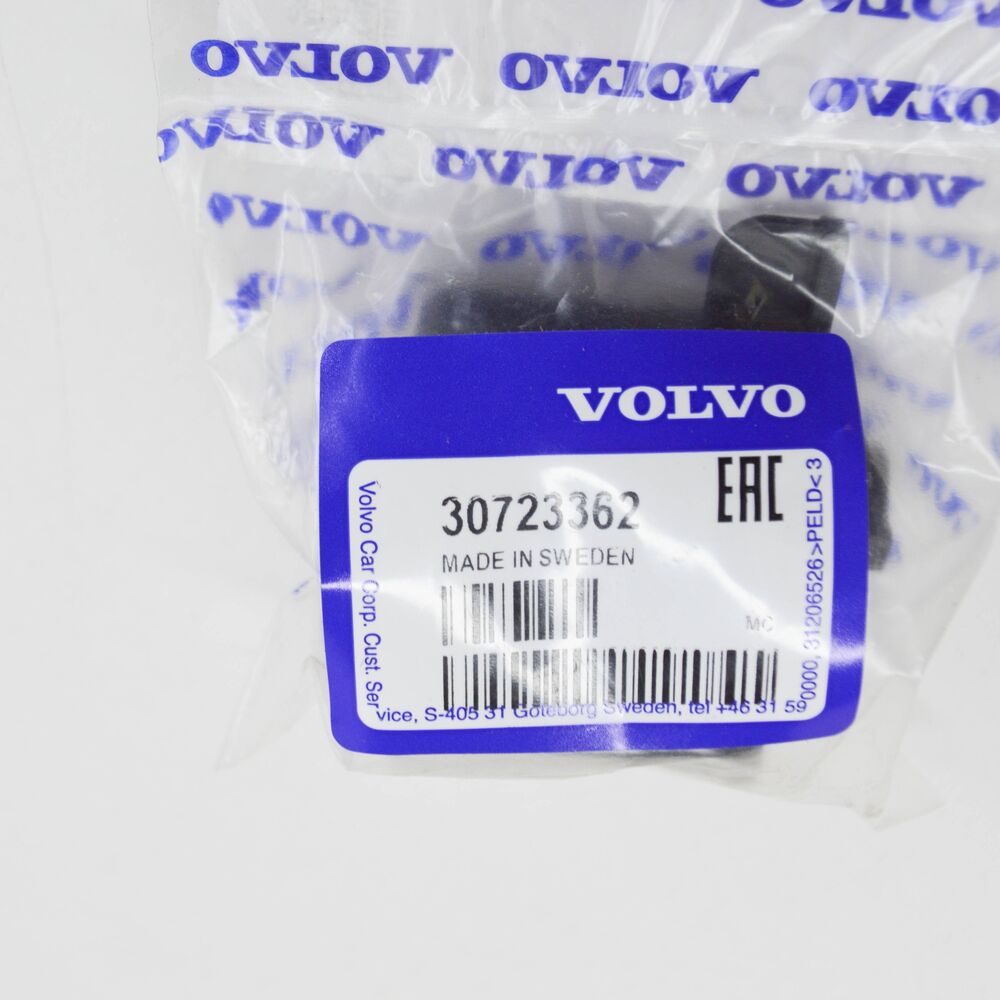 VOLVO
VOLVO VOLVO VOLVO
VOLVO VOLVO VOLVO
VOLVO VOLVO
VOLVO
EAC
30723362
MADE IN SWEDEN
MC
Volvo Car Corp. Cust. Service, S-405 31 Göteborg Sweden, tel +46 31 59 0000, 31206526>PELD<3